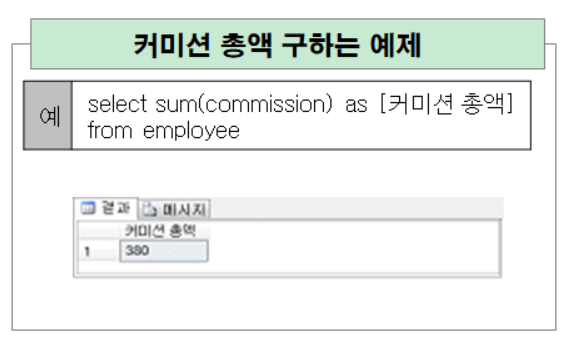 커미션 총액 구하는 예제
예
select sum(commission) as [커미션 총액]
from employee
결과 메시지
커미션 총액
1 380